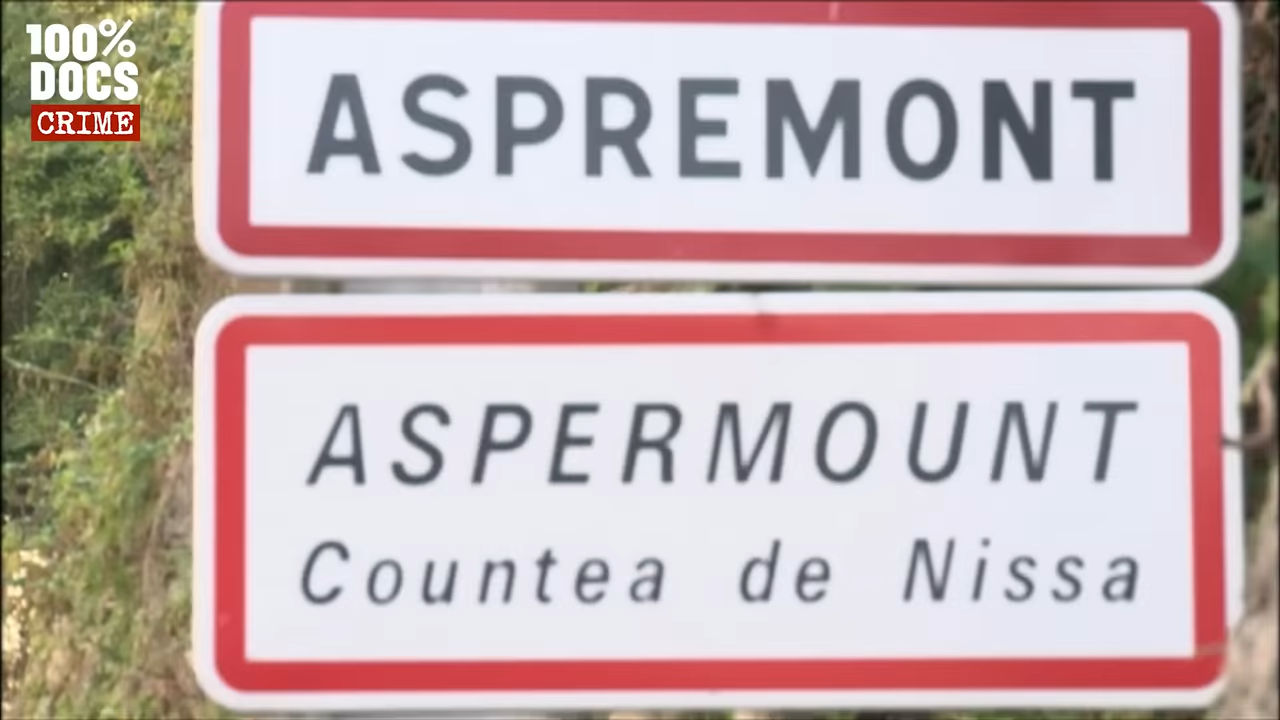 100%
DOCS
CRIME
ASPREMONT
ASPERMOUNT
Countea de Nissa